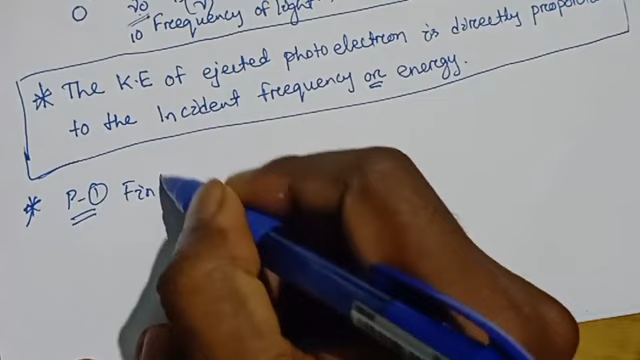 O
ν₀ (ν)
10 Frequency of light
* The K.E of ejected photo electron is directly
to the Incident frequency or energy.
* P-① Fin